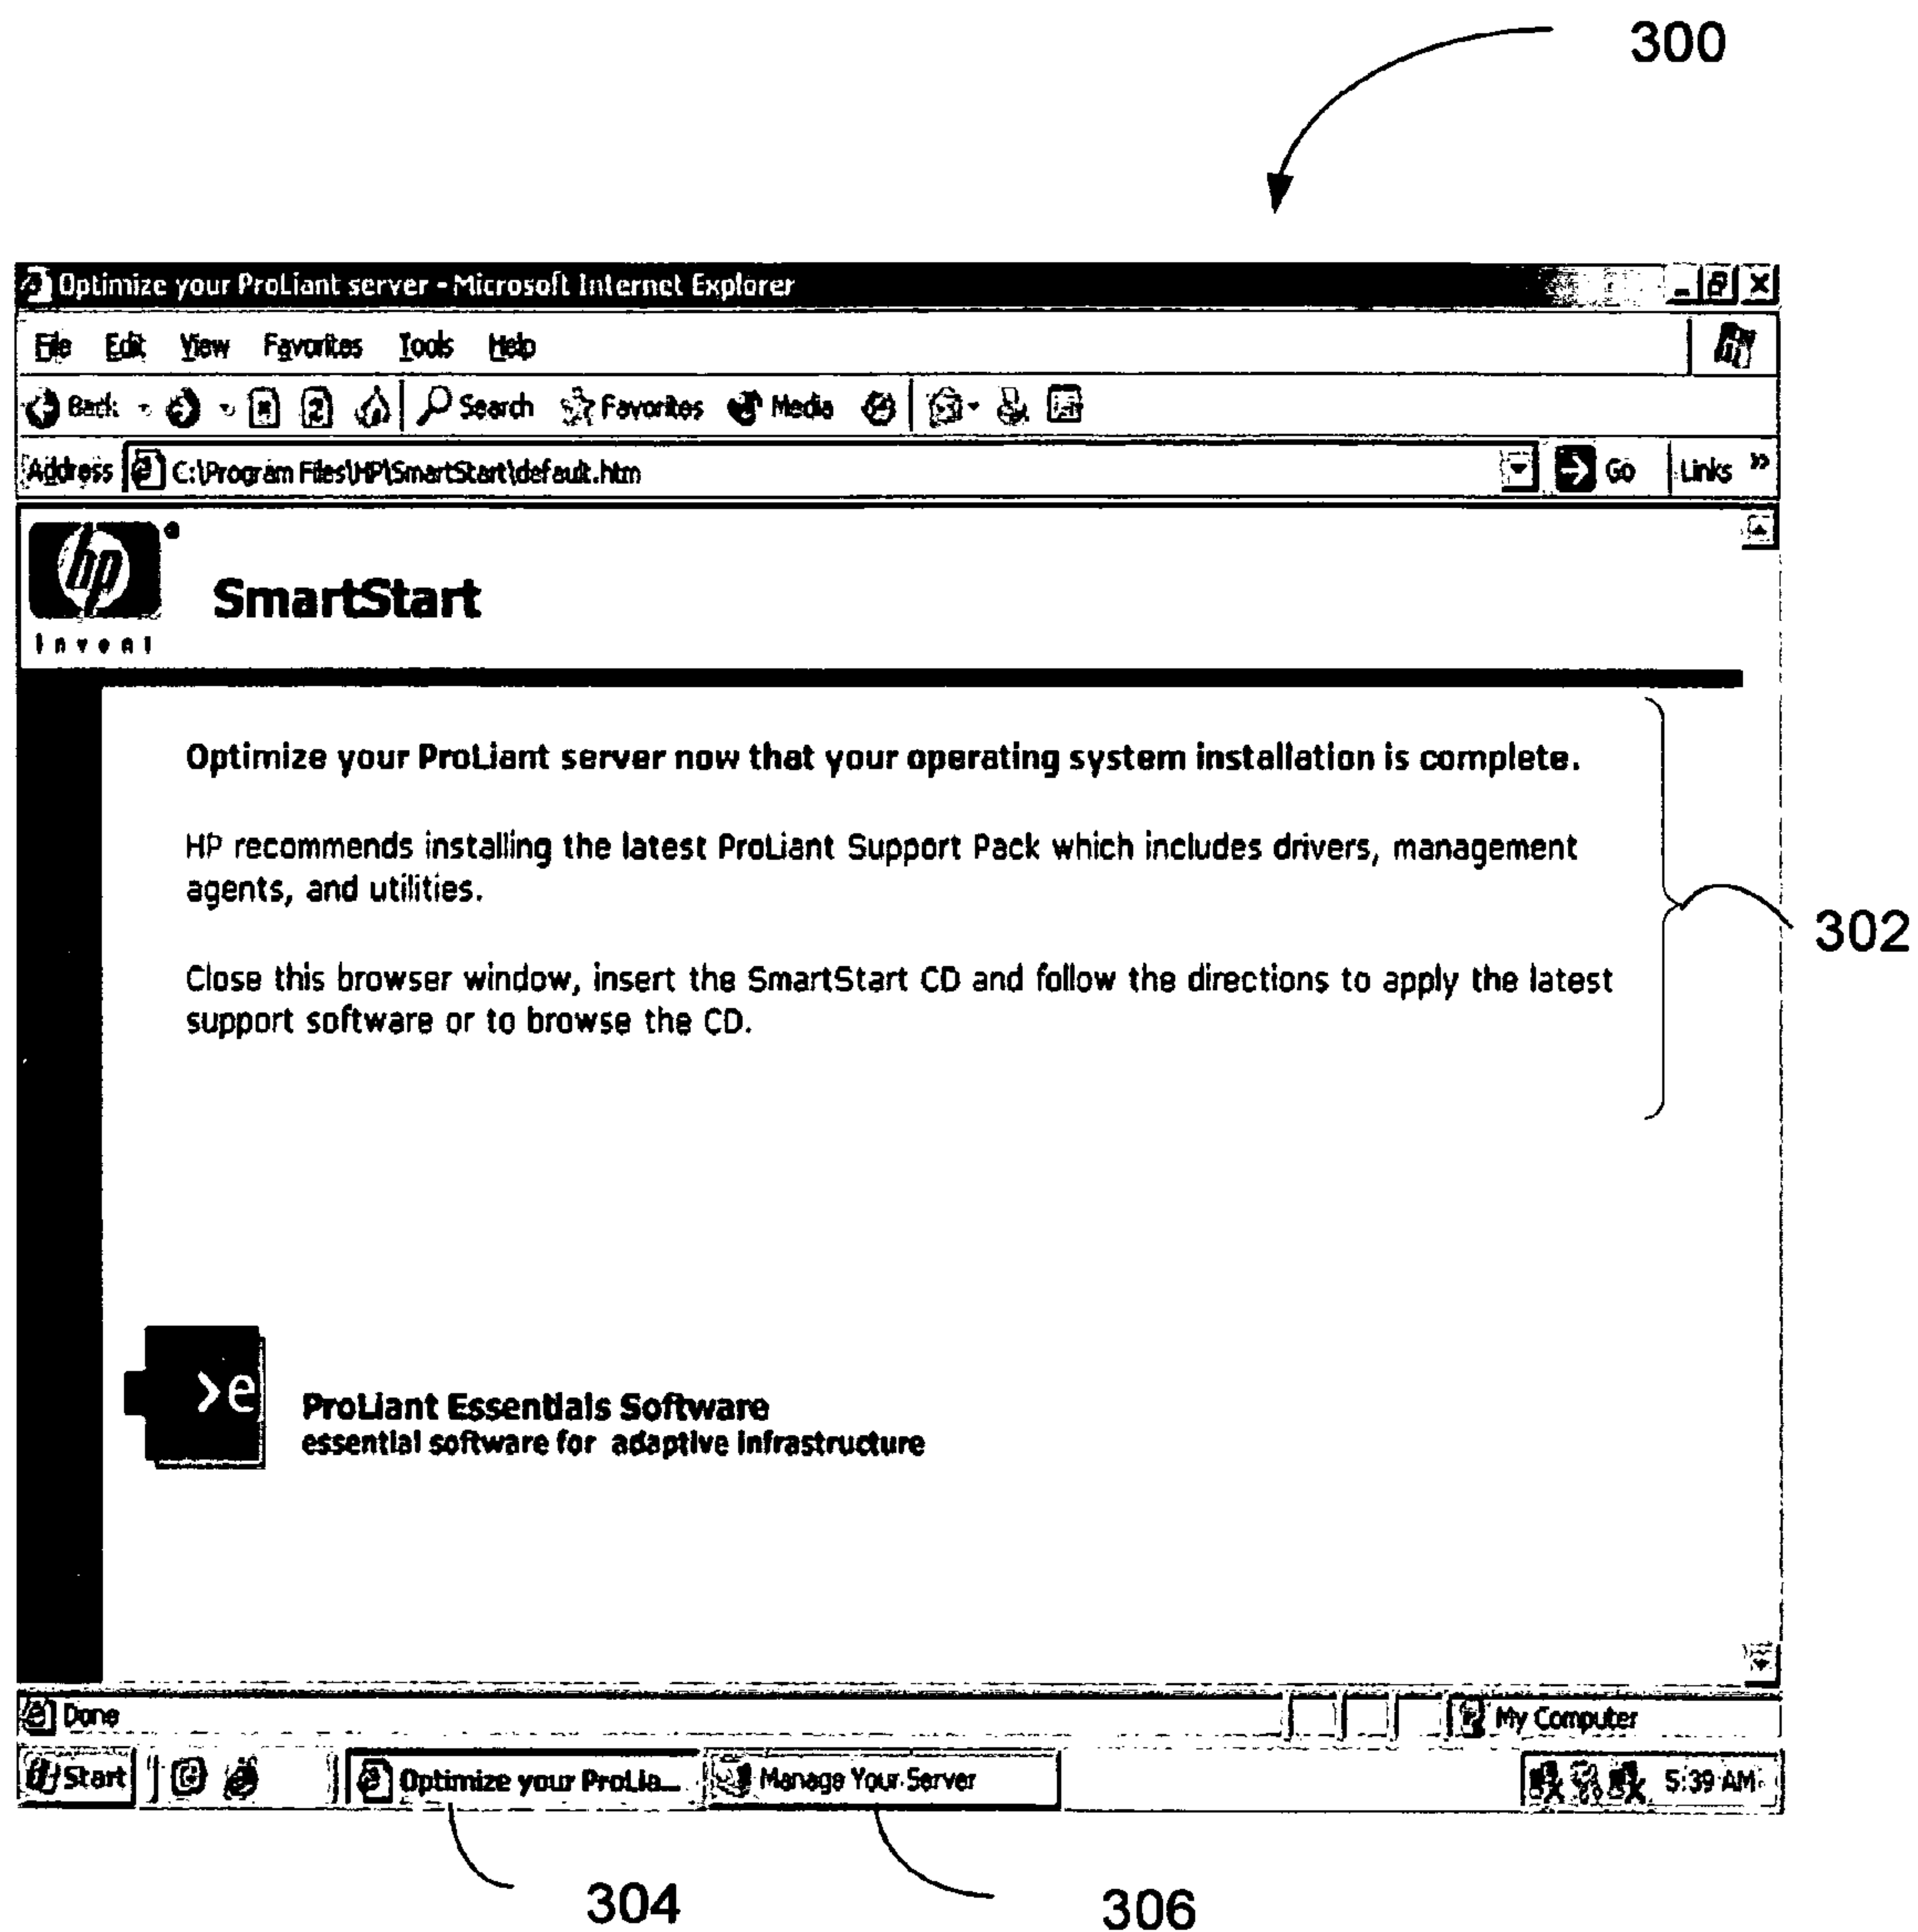 300
Optimize your ProLiant server - Microsoft Internet Explorer
File Edit View Favorites Tools Help
Back Search Favorites Media
Address C:\Program Files\HP\SmartStart\default.htm Go Links »
hp
invent
SmartStart
Optimize your ProLiant server now that your operating system installation is complete.
HP recommends installing the latest ProLiant Support Pack which includes drivers, management
agents, and utilities.
Close this browser window, insert the SmartStart CD and follow the directions to apply the latest
support software or to browse the CD.
302
>e
ProLiant Essentials Software
essential software for adaptive infrastructure
Done My Computer
Start Optimize your ProLia... Manage Your Server 5:39 AM
304 306